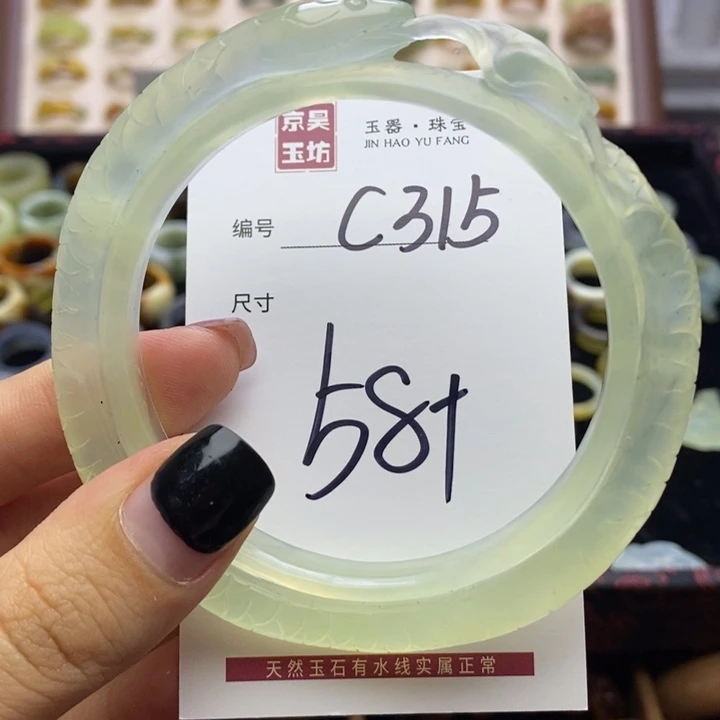 京昊
玉坊
玉器·珠宝
JIN HAO YU FANG
编号 C315
尺寸
58+
天然玉石有水线实属正常